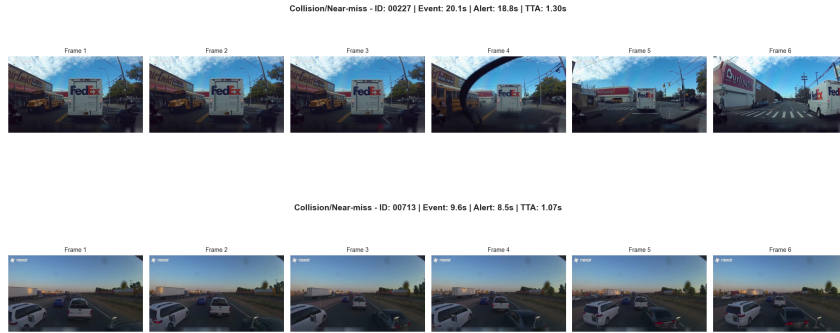 Collision/Near-miss - ID: 00227 | Event: 20.1s | Alert: 18.8s | TTA: 1.30s
Frame 1
Frame 2
Frame 3
Frame 4
Frame 5
Frame 6
FedEx
FedEx
FedEx
FedEx
FedEx
Collision/Near-miss - ID: 00713 | Event: 9.6s | Alert: 8.5s | TTA: 1.07s
Frame 1
Frame 2
Frame 3
Frame 4
Frame 5
Frame 6